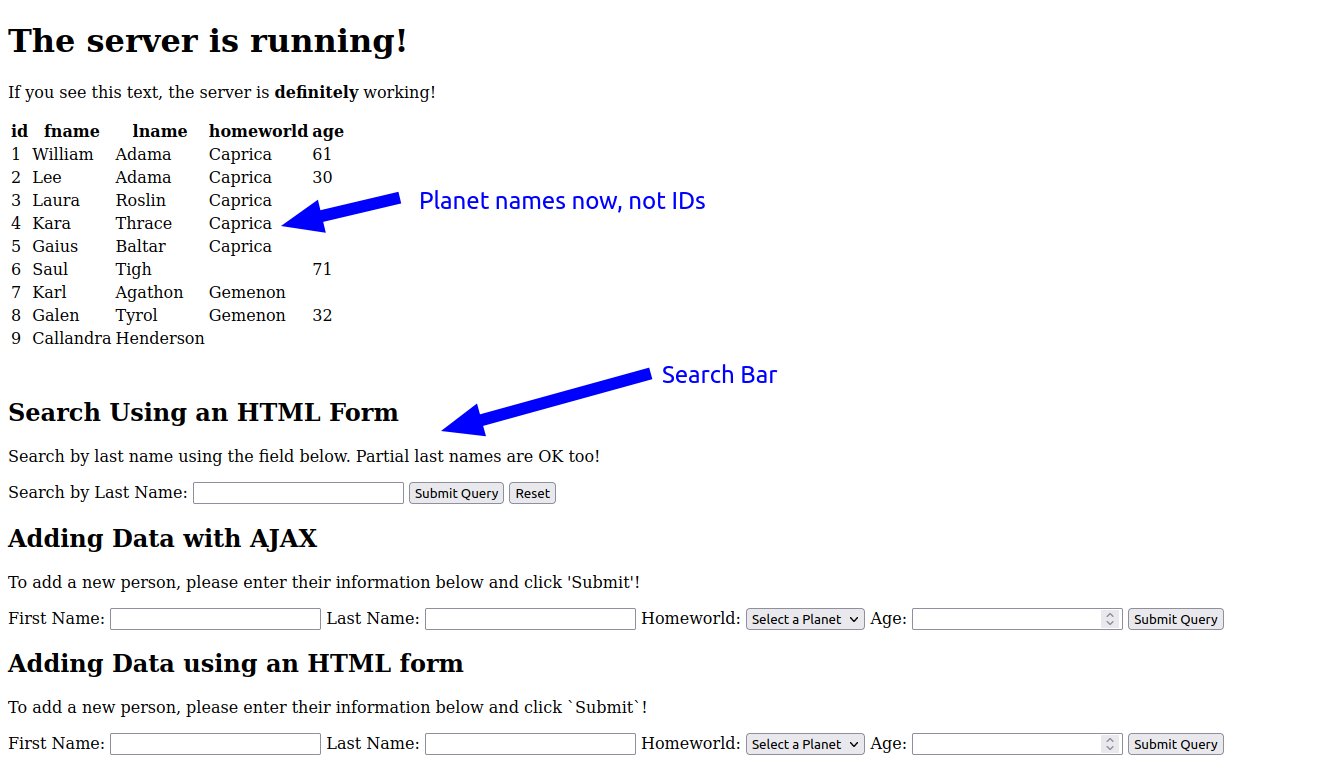 The server is running!
If you see this text, the server is definitely working!
id fname lname homeworld age
1 William Adama Caprica 61
2 Lee Adama Caprica 30
3 Laura Roslin Caprica
Planet names now, not IDs
4 Kara Thrace Caprica
5 Gaius Baltar Caprica
6 Saul Tigh 71
7 Karl Agathon Gemenon
8 Galen Tyrol Gemenon 32
9 Callandra Henderson
Search Bar
Search Using an HTML Form
Search by last name using the field below. Partial last names are OK too!
Search by Last Name: Submit Query Reset
Adding Data with AJAX
To add a new person, please enter their information below and click 'Submit'!
First Name: Last Name: Homeworld: Select a Planet Age: Submit Query
Adding Data using an HTML form
To add a new person, please enter their information below and click `Submit`!
First Name: Last Name: Homeworld: Select a Planet Age: Submit Query